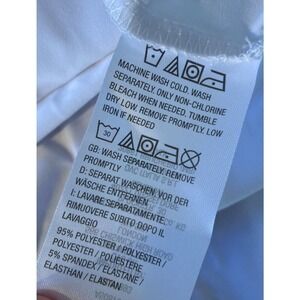 MACHINE WASH COLD. WASH
SEPARATELY ONLY NON-CHLORINE
BLEACH WHEN NEEDED, TUMBLE
DRY LOW. REMOVE PROMPTLY, LOW
IRON IF NEEDED
30
GB: WASH SEPARATELY. REMOVE
PROMPTLY
D: SEPARAT WASCHEN. VOR DER
WÄSCHE ENTFERNEN
I: LAVARE SEPARATAMENTE.
RIMUOVERE SUBITO DOPO IL
LAVAGGIO
95% POLYESTER / POLYESTER /
POLYESTER / POLIESTERE
5% SPANDEX / ELASTANE /
ELASTHAN / ELASTAN